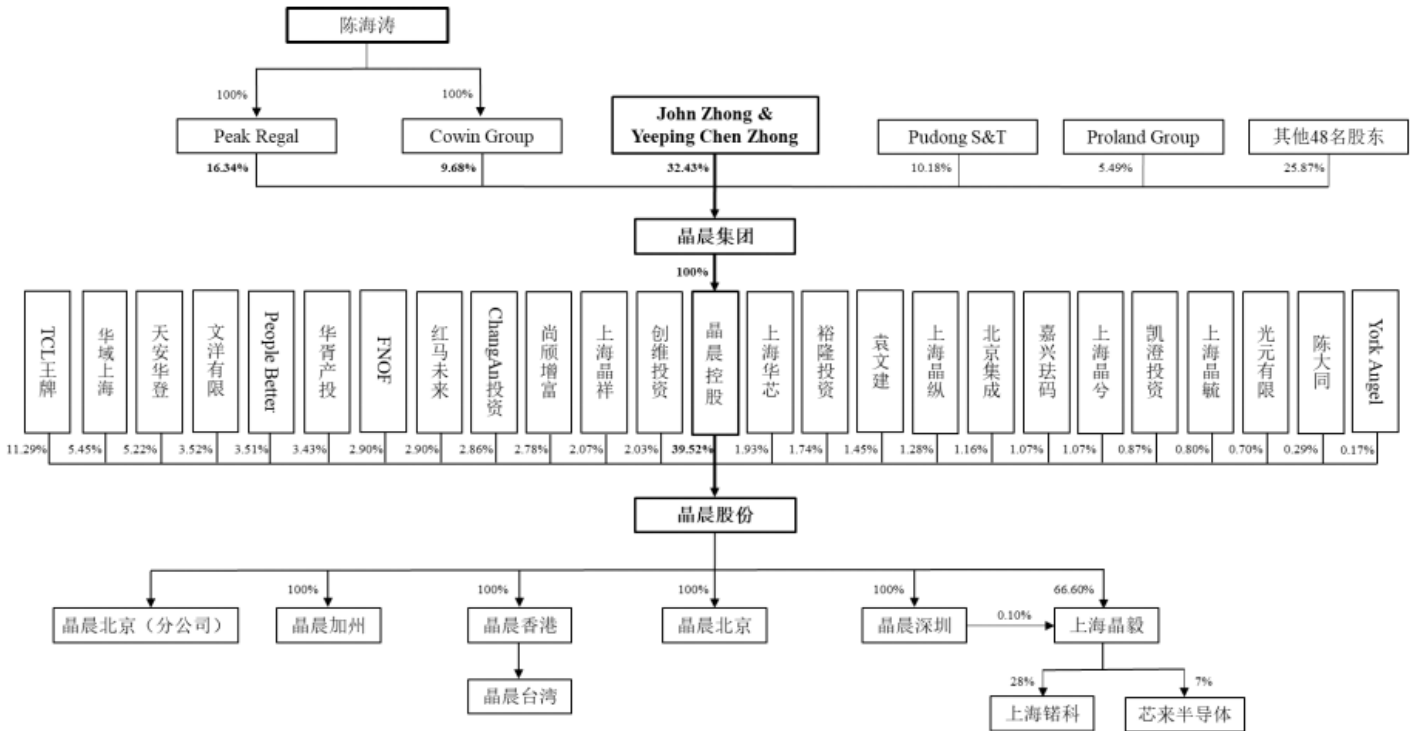 陈海涛
100%
100%
Peak Regal
Cowin Group
John Zhong &
Yeeping Chen Zhong
Pudong S&T
Proland Group
其他48名股东
16.34%
9.68%
32.43%
10.18%
5.49%
25.87%
晶晨集团
100%
TCL王牌
华域上海
天安华登
文洋有限
People Better
华胥产投
FNOF
红马未来
ChangAn投资
尚颀增富
上海晶祥
创维投资
晶晨控股
上海华芯
裕隆投资
袁文建
上海晶纵
北京集成
嘉兴珐码
上海晶兮
凯澄投资
上海晶毓
光元有限
陈大同
York Angel
11.29%
5.45%
5.22%
3.52%
3.51%
3.43%
2.90%
2.90%
2.86%
2.78%
2.07%
2.03%
39.52%
1.93%
1.74%
1.45%
1.28%
1.16%
1.07%
1.07%
0.87%
0.80%
0.70%
0.29%
0.17%
晶晨股份
100%
100%
100%
100%
66.60%
晶晨北京（分公司）
晶晨加州
晶晨香港
晶晨北京
晶晨深圳
0.10%
上海晶毅
晶晨台湾
28%
7%
上海锘科
芯来半导体